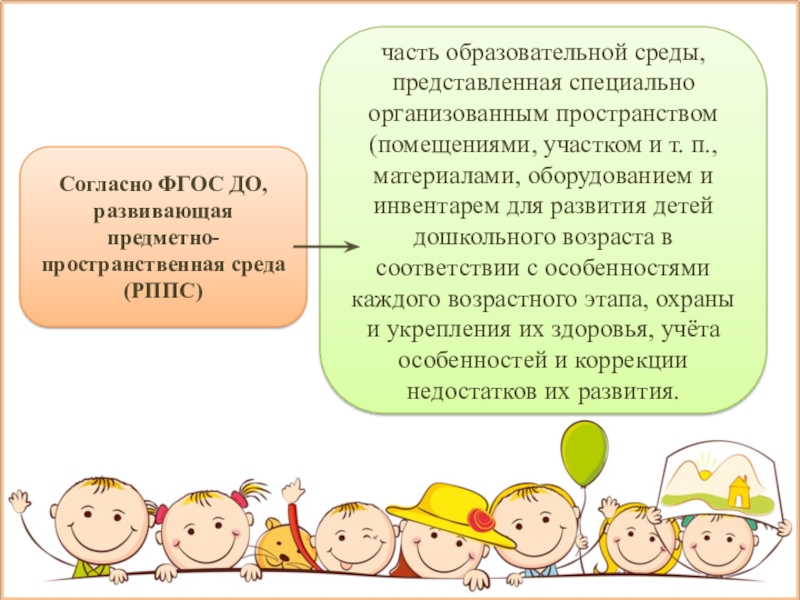 Согласно ФГОС ДО,
развивающая
предметно-
пространственная среда
(РППС)
часть образовательной среды,
представленная специально
организованным пространством
(помещениями, участком и т. п.,
материалами, оборудованием и
инвентарем для развития детей
дошкольного возраста в
соответствии с особенностями
каждого возрастного этапа, охраны
и укрепления их здоровья, учёта
особенностей и коррекции
недостатков их развития.